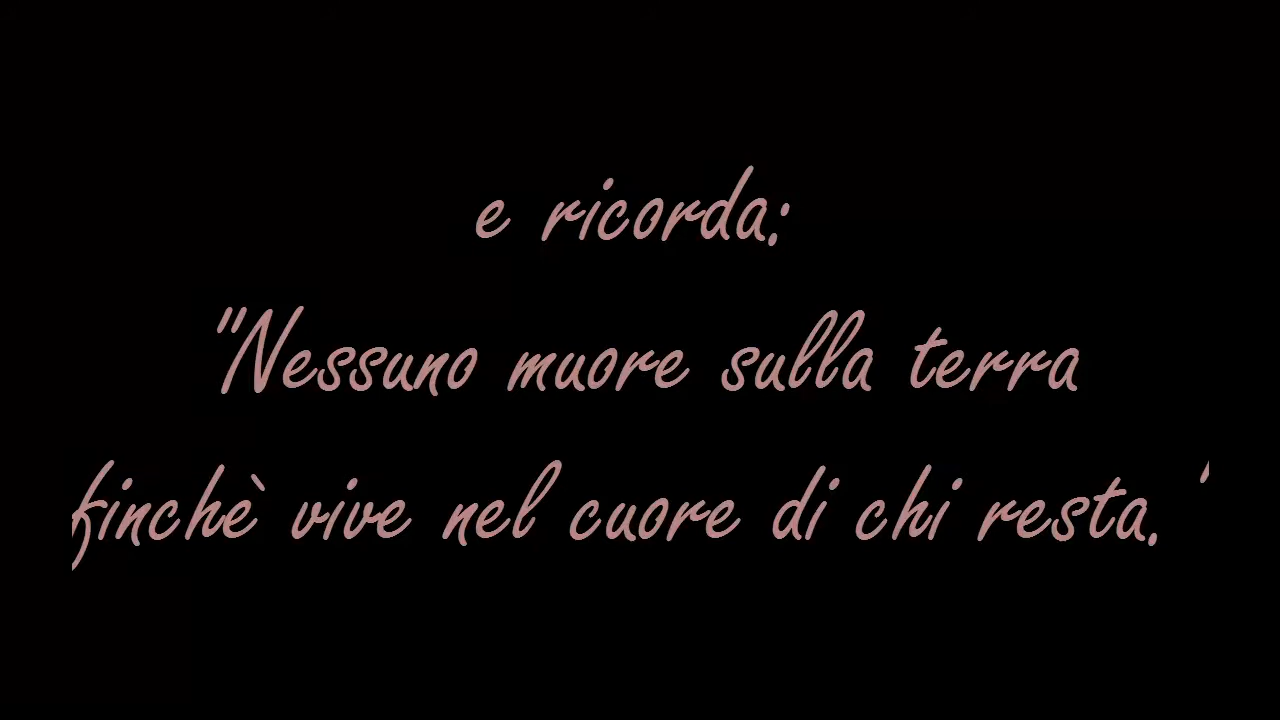 e ricorda:
"Nessuno muore sulla terra
finchè vive nel cuore di chi resta. '